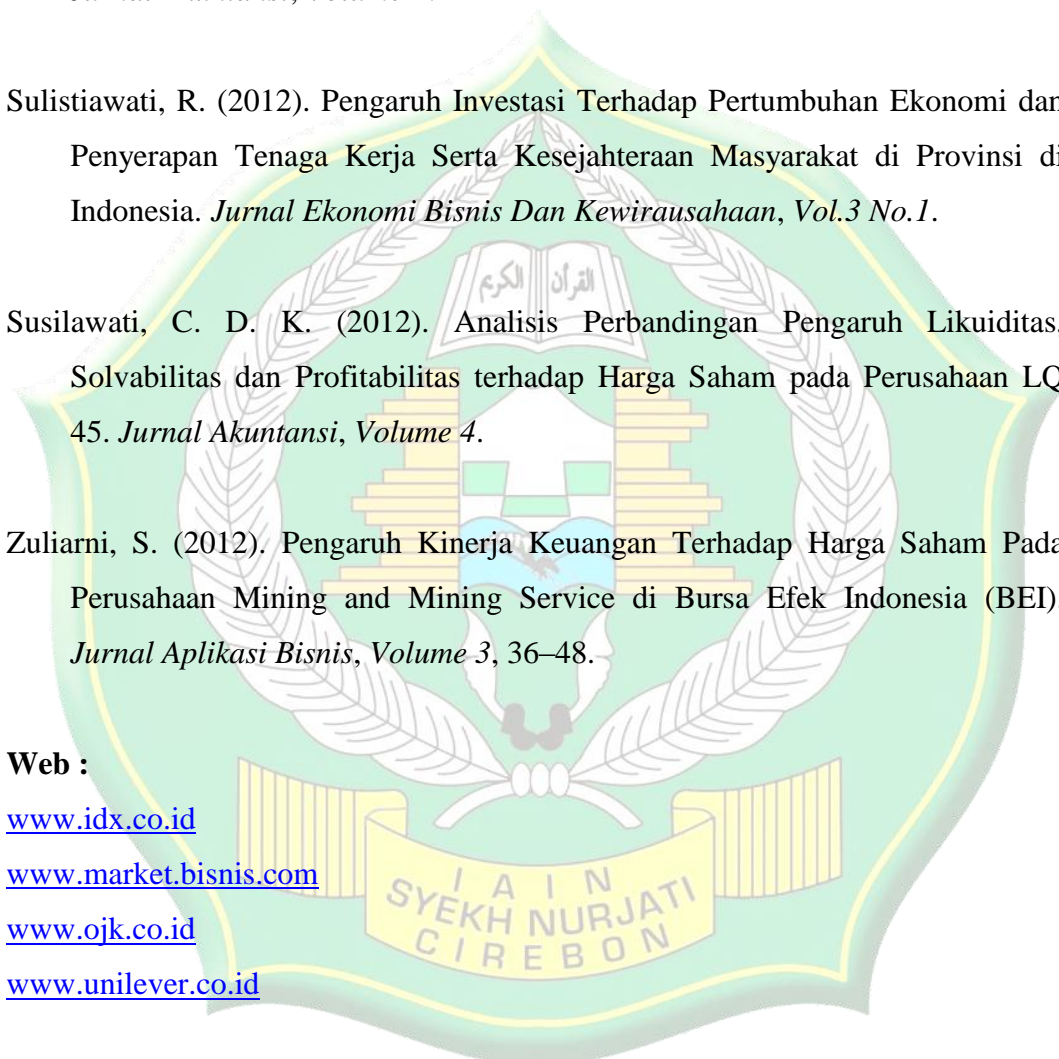 Sulistiawati, R. (2012). Pengaruh Investasi Terhadap Pertumbuhan Ekonomi dan
Penyerapan Tenaga Kerja Serta Kesejahteraan Masyarakat di Provinsi di
Indonesia. Jurnal Ekonomi Bisnis Dan Kewirausahaan, Vol.3 No.1.
القرأن الكريم
Susilawati, C. D. K. (2012). Analisis Perbandingan Pengaruh Likuiditas,
Solvabilitas dan Profitabilitas terhadap Harga Saham pada Perusahaan LQ
45. Jurnal Akuntansi, Volume 4.
Zuliarni, S. (2012). Pengaruh Kinerja Keuangan Terhadap Harga Saham Pada
Perusahaan Mining and Mining Service di Bursa Efek Indonesia (BEI).
Jurnal Aplikasi Bisnis, Volume 3, 36–48.
Web :
www.idx.co.id
www.market.bisnis.com
www.ojk.co.id
www.unilever.co.id
IAIN
SYEKH NURJATI
CIREBON